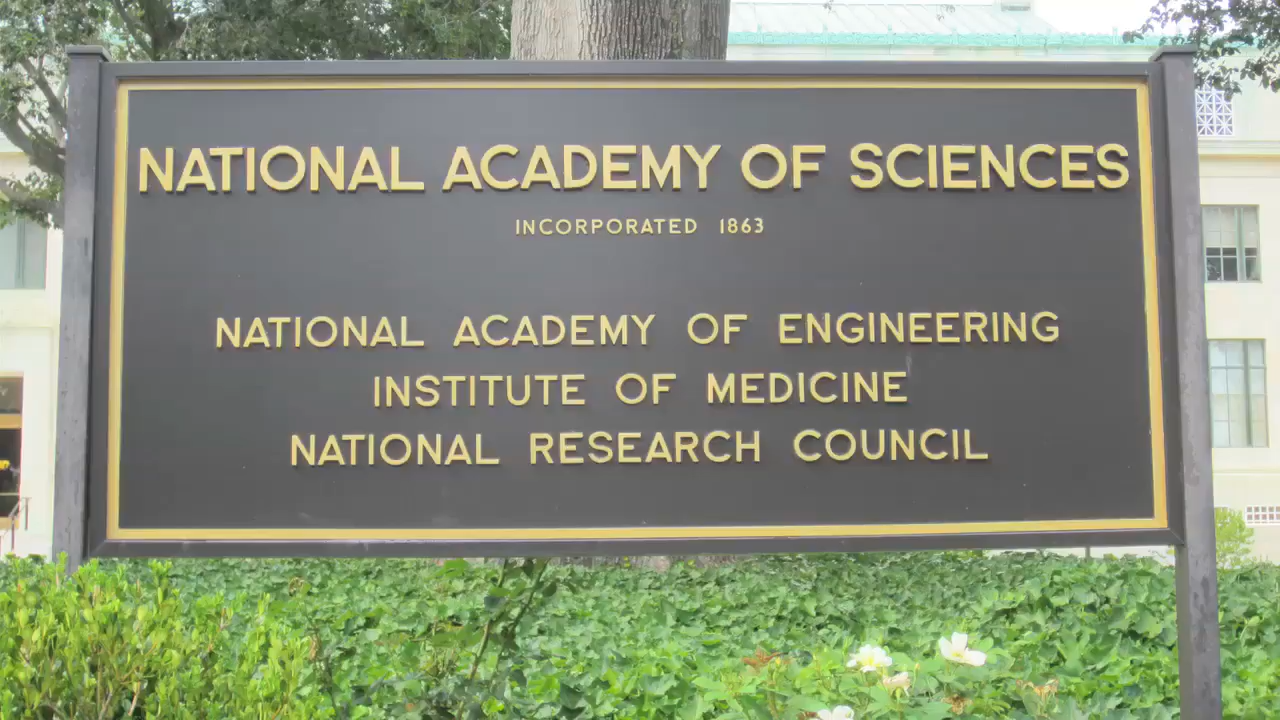 NATIONAL ACADEMY OF SCIENCES
INCORPORATED 1863
NATIONAL ACADEMY OF ENGINEERING
INSTITUTE OF MEDICINE
NATIONAL RESEARCH COUNCIL